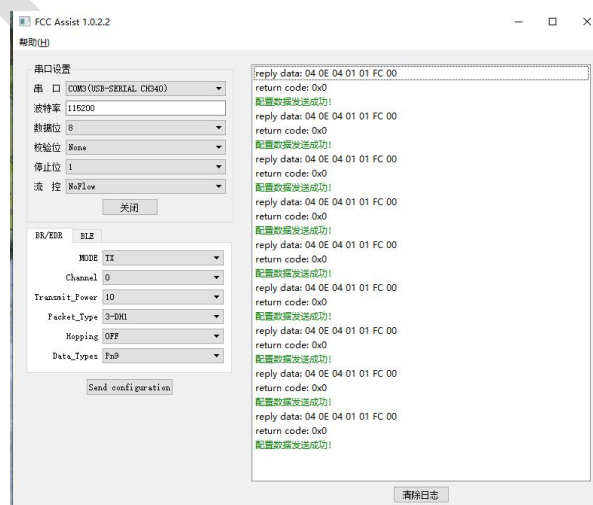 FCC Assist 1.0.2.2
帮助(H)
串口设置
串 口 COM3(USB-SERIAL CH340)
波特率 115200
数据位 8
校验位 None
停止位 1
流 控 NoFlow
关闭
BR/EDR BLE
MODE TX
Channel 0
Transmit_Power 10
Packet_Type 3-DH1
Hopping OFF
Data_Types Pn9
Send configuration
reply data: 04 0E 04 01 01 FC 00
return code: 0x0
配置数据发送成功!
reply data: 04 0E 04 01 01 FC 00
return code: 0x0
配置数据发送成功!
reply data: 04 0E 04 01 01 FC 00
return code: 0x0
配置数据发送成功!
reply data: 04 0E 04 01 01 FC 00
return code: 0x0
配置数据发送成功!
reply data: 04 0E 04 01 01 FC 00
return code: 0x0
配置数据发送成功!
reply data: 04 0E 04 01 01 FC 00
return code: 0x0
配置数据发送成功!
reply data: 04 0E 04 01 01 FC 00
return code: 0x0
配置数据发送成功!
reply data: 04 0E 04 01 01 FC 00
return code: 0x0
配置数据发送成功!
reply data: 04 0E 04 01 01 FC 00
return code: 0x0
配置数据发送成功!
清除日志